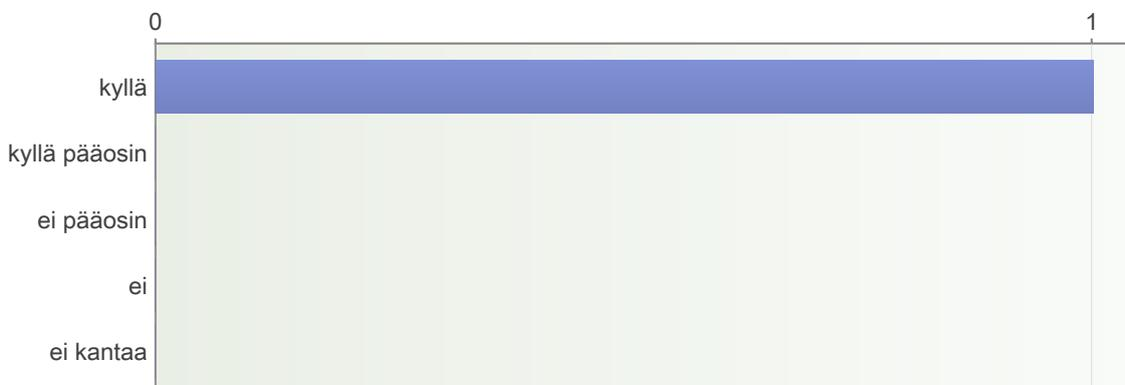 0 1
kyllä
kyllä pääosin
ei pääosin
ei
ei kantaa